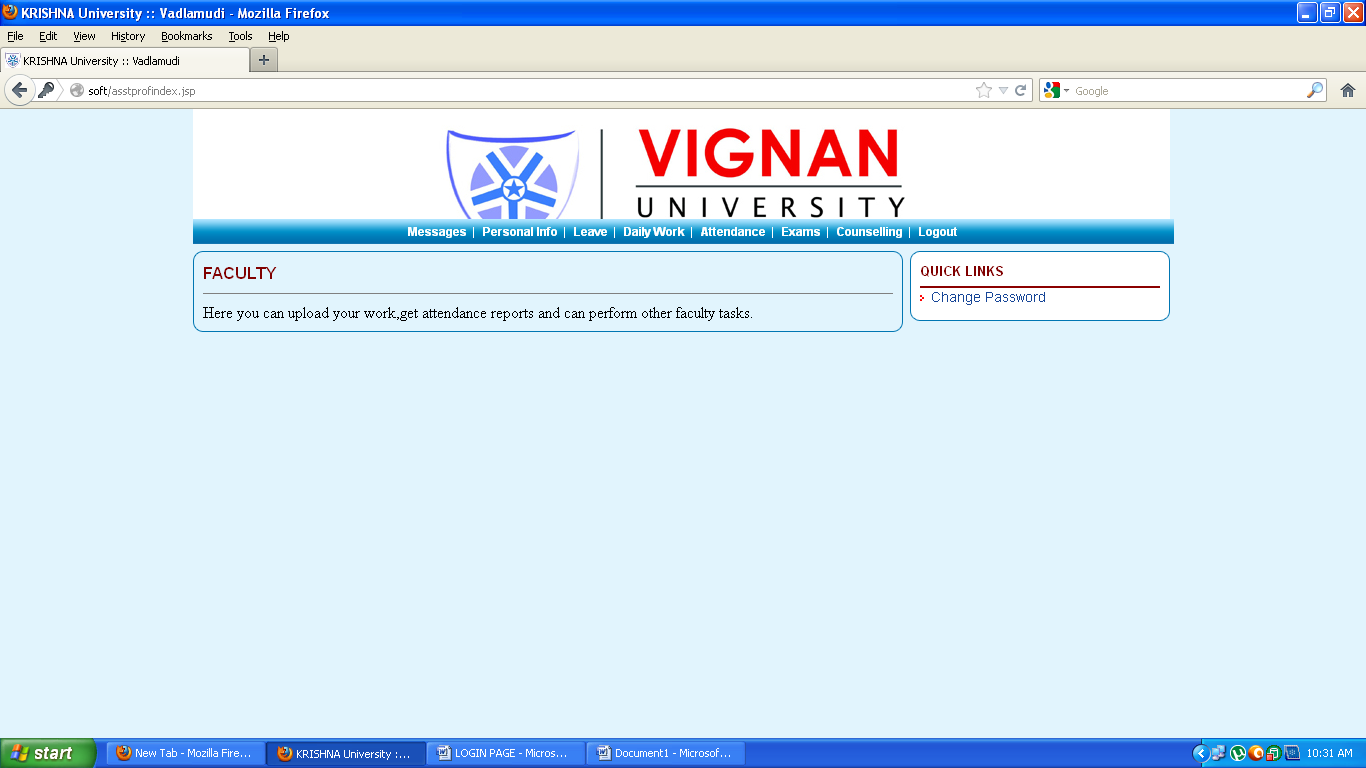 KRISHNA University :: Vadlamudi - Mozilla Firefox
File Edit View History Bookmarks Tools Help
KRISHNA University :: Vadlamudi
soft/asstprofindex.jsp
Google
VIGNAN
UNIVERSITY
Messages | Personal Info | Leave | Daily Work | Attendance | Exams | Counselling | Logout
FACULTY
Here you can upload your work,get attendance reports and can perform other faculty tasks.
QUICK LINKS
Change Password
start
New Tab - Mozilla Fire...
KRISHNA University :...
LOGIN PAGE - Micros...
Document1 - Microsof...
10:31 AM